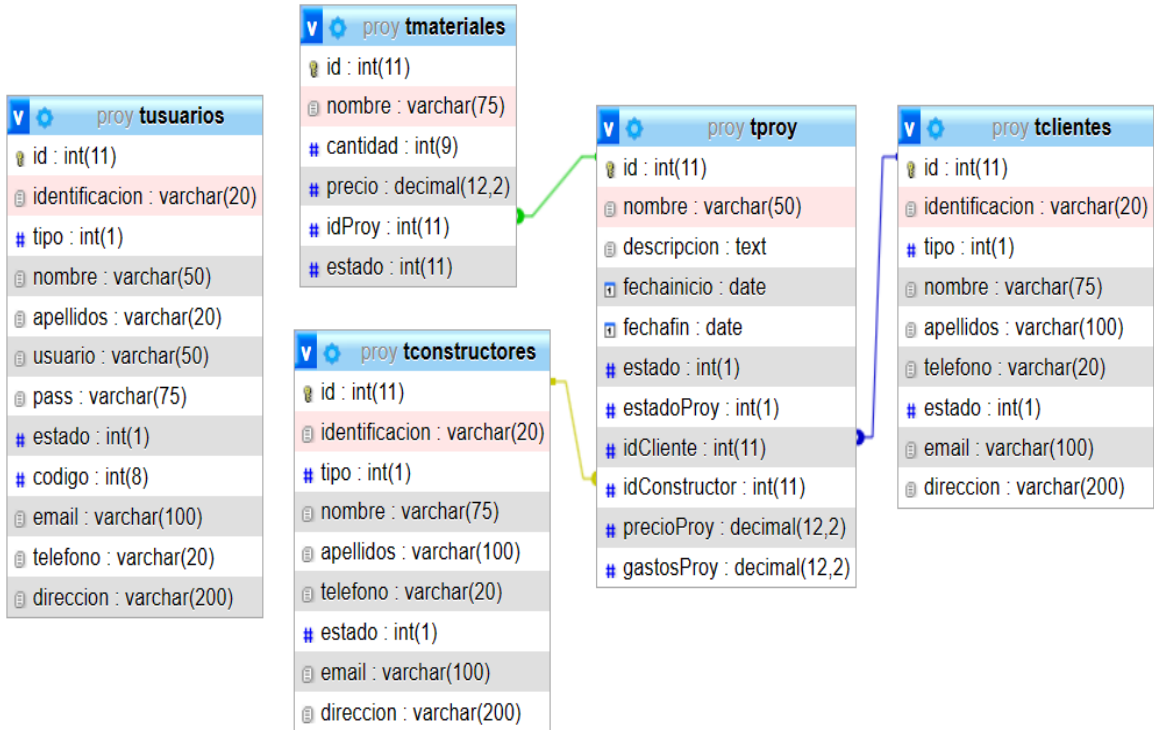 proy tusuarios
id : int(11)
identificacion : varchar(20)
tipo : int(1)
nombre : varchar(50)
apellidos : varchar(20)
usuario : varchar(50)
pass : varchar(75)
estado : int(1)
codigo : int(8)
email : varchar(100)
telefono : varchar(20)
direccion : varchar(200)
v proy tmateriales
id : int(11)
nombre : varchar(75)
# cantidad : int(9)
# precio : decimal(12,2)
# idProy : int(11)
# estado : int(11)
v proy tconstructores
id : int(11)
identificacion : varchar(20)
# tipo : int(1)
nombre : varchar(75)
apellidos : varchar(100)
telefono : varchar(20)
# estado : int(1)
email : varchar(100)
direccion : varchar(200)
v proy tproy
id : int(11)
nombre : varchar(50)
descripcion : text
fechainicio : date
fechafin : date
# estado : int(1)
# estadoProy : int(1)
# idCliente : int(11)
# idConstructor : int(11)
# precioProy : decimal(12,2)
# gastosProy : decimal(12,2)
v proy tclientes
id : int(11)
identificacion : varchar(20)
# tipo : int(1)
nombre : varchar(75)
apellidos : varchar(100)
telefono : varchar(20)
# estado : int(1)
email : varchar(100)
direccion : varchar(200)